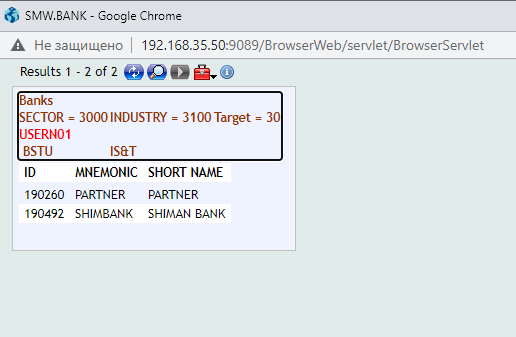 SMW.BANK - Google Chrome
Не защищено 192.168.35.50:9089/BrowserWeb/servlet/BrowserServlet
Results 1 - 2 of 2
Banks
SECTOR = 3000 INDUSTRY = 3100 Target = 30
USERN01
BSTU IS&T
ID MNEMONIC SHORT NAME
190260 PARTNER PARTNER
190492 SHIMBANK SHIMAN BANK